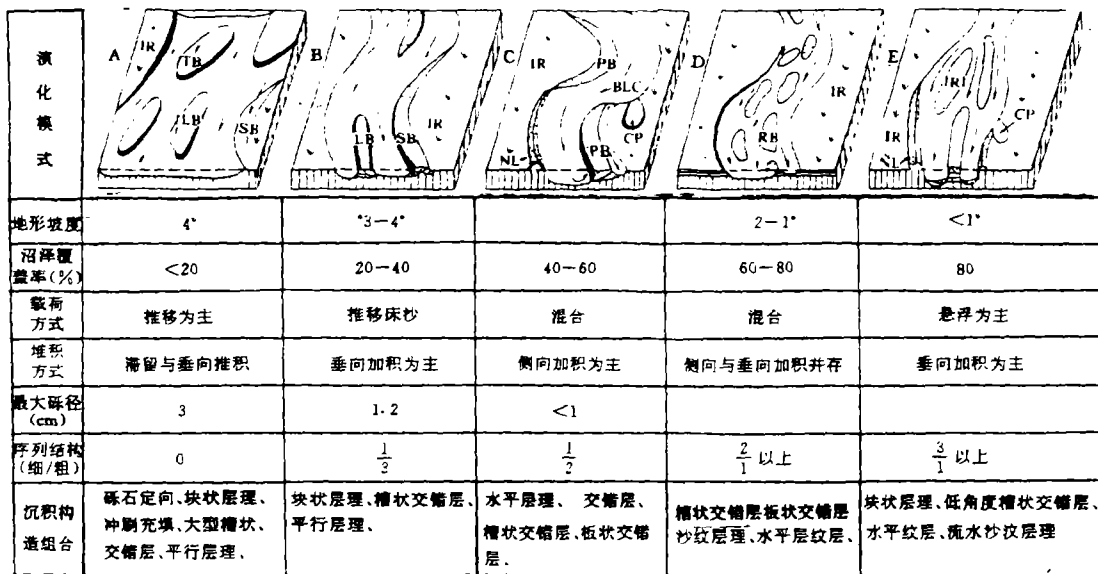 演化模式
A IR TB LB SB
B LB SB IR
C IR PB BLC CP PB NL
D IR RB
E IRI CP IR NL
地形坡度 4° °3—4° 2—1° <1°
沼泽覆盖率(%) <20 20—40 40—60 60—80 80
载荷方式 推移为主 推移床沙 混合 混合 悬浮为主
堆积方式 滞留与垂向推积 垂向加积为主 侧向加积为主 侧向与垂向加积并存 垂向加积为主
最大砾径(cm) 3 1.2 <1
序列结构(细/粗) 0 1/3 1/2 2/1 以上 3/1 以上
沉积构造组合
砾石定向、块状层理、
冲刷充填、大型槽状、
交错层、平行层理、
块状层理、槽状交错层、
平行层理、
水平层理、 交错层、
槽状交错层、板状交错
层、
槽状交错层板状交错层
沙纹层理、水平层纹层、
块状层理、低角度槽状交错层、
水平纹层、流水沙汶层理